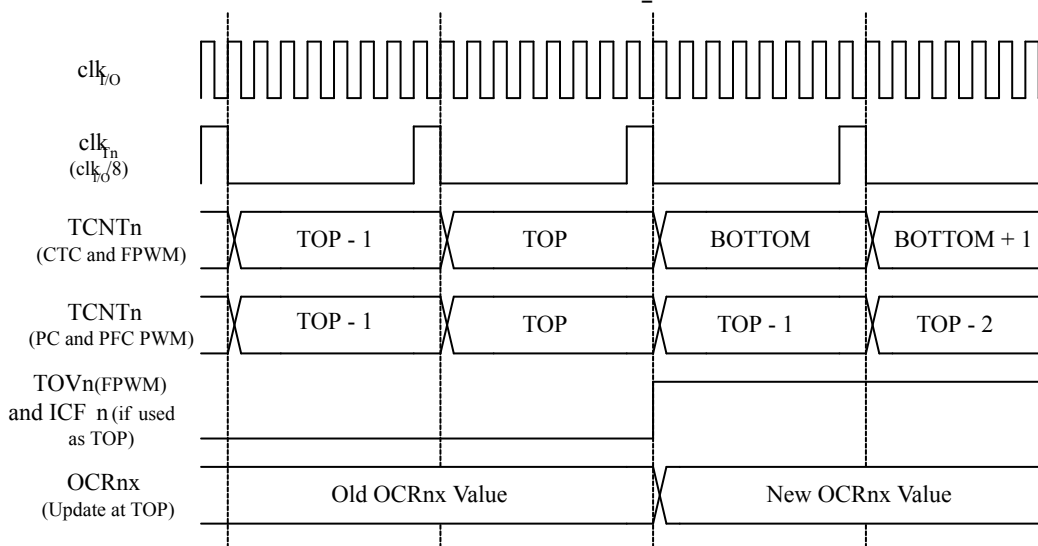 clkI/O
clkTn
(clkI/O/8)
TCNTn
(CTC and FPWM)
TOP - 1
TOP
BOTTOM
BOTTOM + 1
TCNTn
(PC and PFC PWM)
TOP - 1
TOP
TOP - 1
TOP - 2
TOVn(FPWM)
and ICF n (if used
as TOP)
OCRnx
(Update at TOP)
Old OCRnx Value
New OCRnx Value